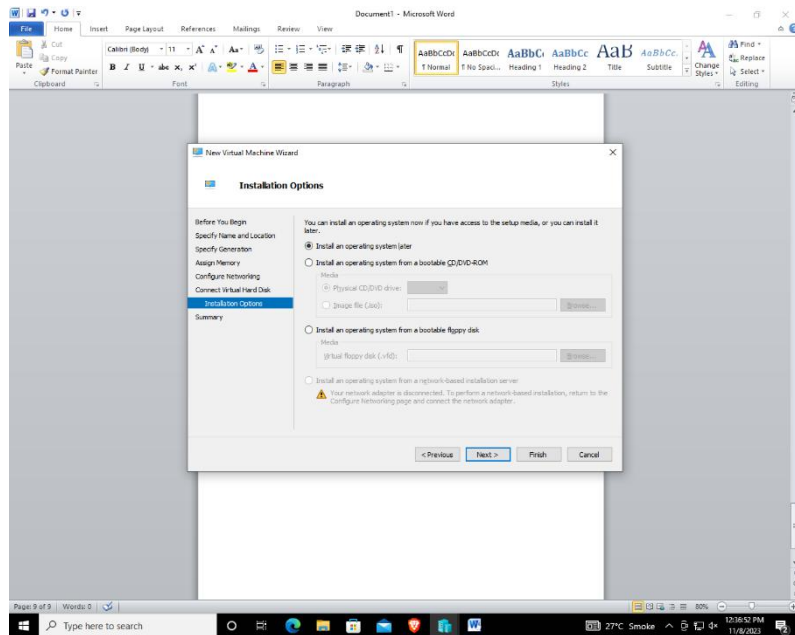 Document1 - Microsoft Word
File Home Insert Page Layout References Mailings Review View
Paste
Cut
Copy
Format Painter
Clipboard
Calibri (Body) 11
Font
Paragraph
AaBbCcDc AaBbCcDc AaBbCc AaBbCc AaB AaBbCc.
¶ Normal ¶ No Spaci... Heading 1 Heading 2 Title Subtitle
Change Styles
Styles
Find
Replace
Select
Editing
New Virtual Machine Wizard
Installation Options
Before You Begin
Specify Name and Location
Specify Generation
Assign Memory
Configure Networking
Connect Virtual Hard Disk
Installation Options
Summary
You can install an operating system now if you have access to the setup media, or you can install it
later.
Install an operating system later
Install an operating system from a bootable CD/DVD-ROM
Media
Physical CD/DVD drive:
Image file (.iso): Browse...
Install an operating system from a bootable floppy disk
Media
Virtual floppy disk (.vfd): Browse...
Install an operating system from a network-based installation server
Your network adapter is disconnected. To perform a network-based installation, return to the
Configure Networking page and connect the network adapter.
< Previous Next > Finish Cancel
Page: 9 of 9 Words: 0 80%
Type here to search
27°C Smoke
12:36:52 PM
11/8/2023